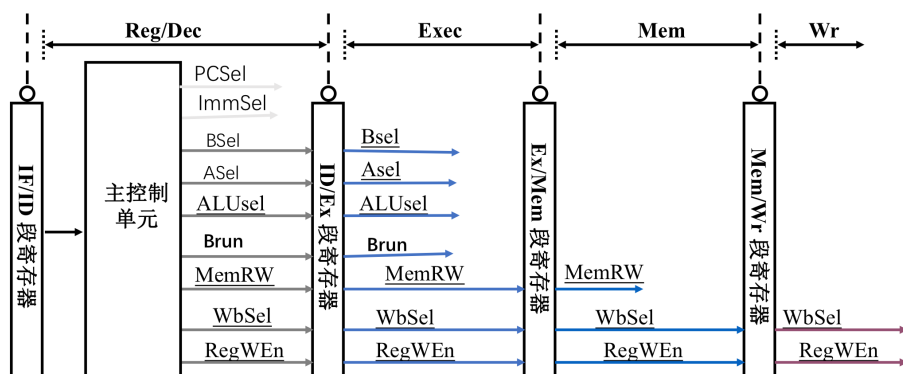 Reg/Dec
Exec
Mem
Wr
PCSel
ImmSel
BSel
ASel
ALUsel
Brun
MemRW
WbSel
RegWEn
IF/ID 段寄存器
主控制
单元
ID/Ex 段寄存器
Bsel
Asel
ALUsel
Brun
MemRW
WbSel
RegWEn
Ex/Mem 段寄存器
MemRW
WbSel
RegWEn
Mem/Wr 段寄存器
WbSel
RegWEn